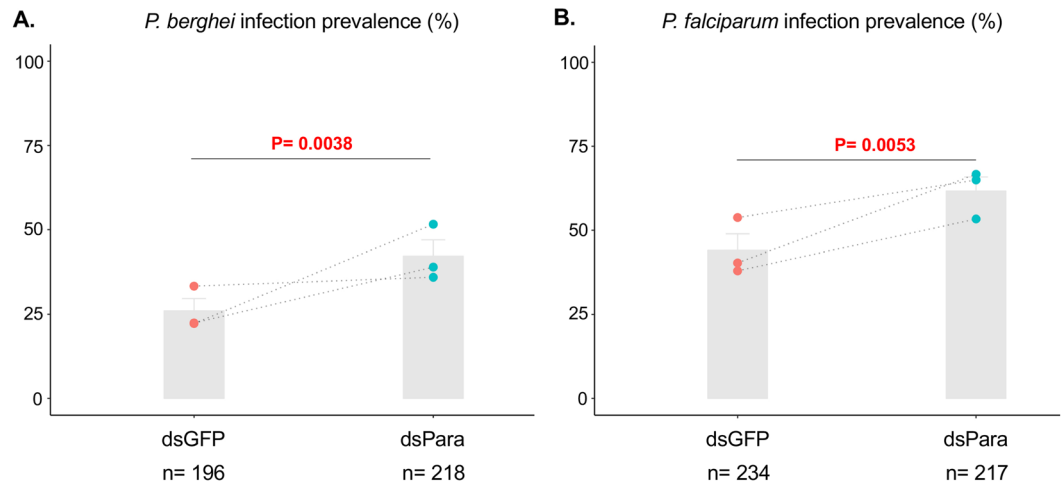 A.
P. berghei infection prevalence (%)
100
75
50
25
0
P= 0.0038
dsGFP
dsPara
n= 196
n= 218
B.
P. falciparum infection prevalence (%)
100
75
50
25
0
P= 0.0053
dsGFP
dsPara
n= 234
n= 217